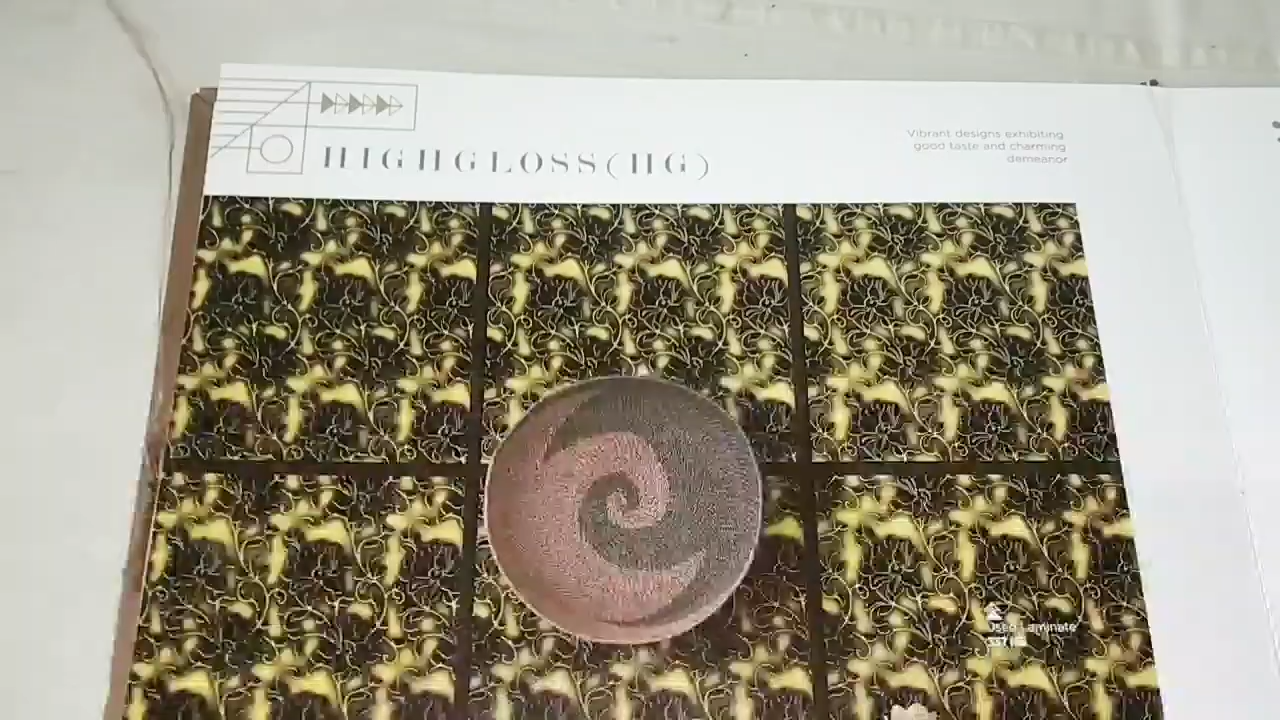 HIGHGLOSS(HG)
Vibrant designs exhibiting
good taste and charming
demeanor
Used Laminate